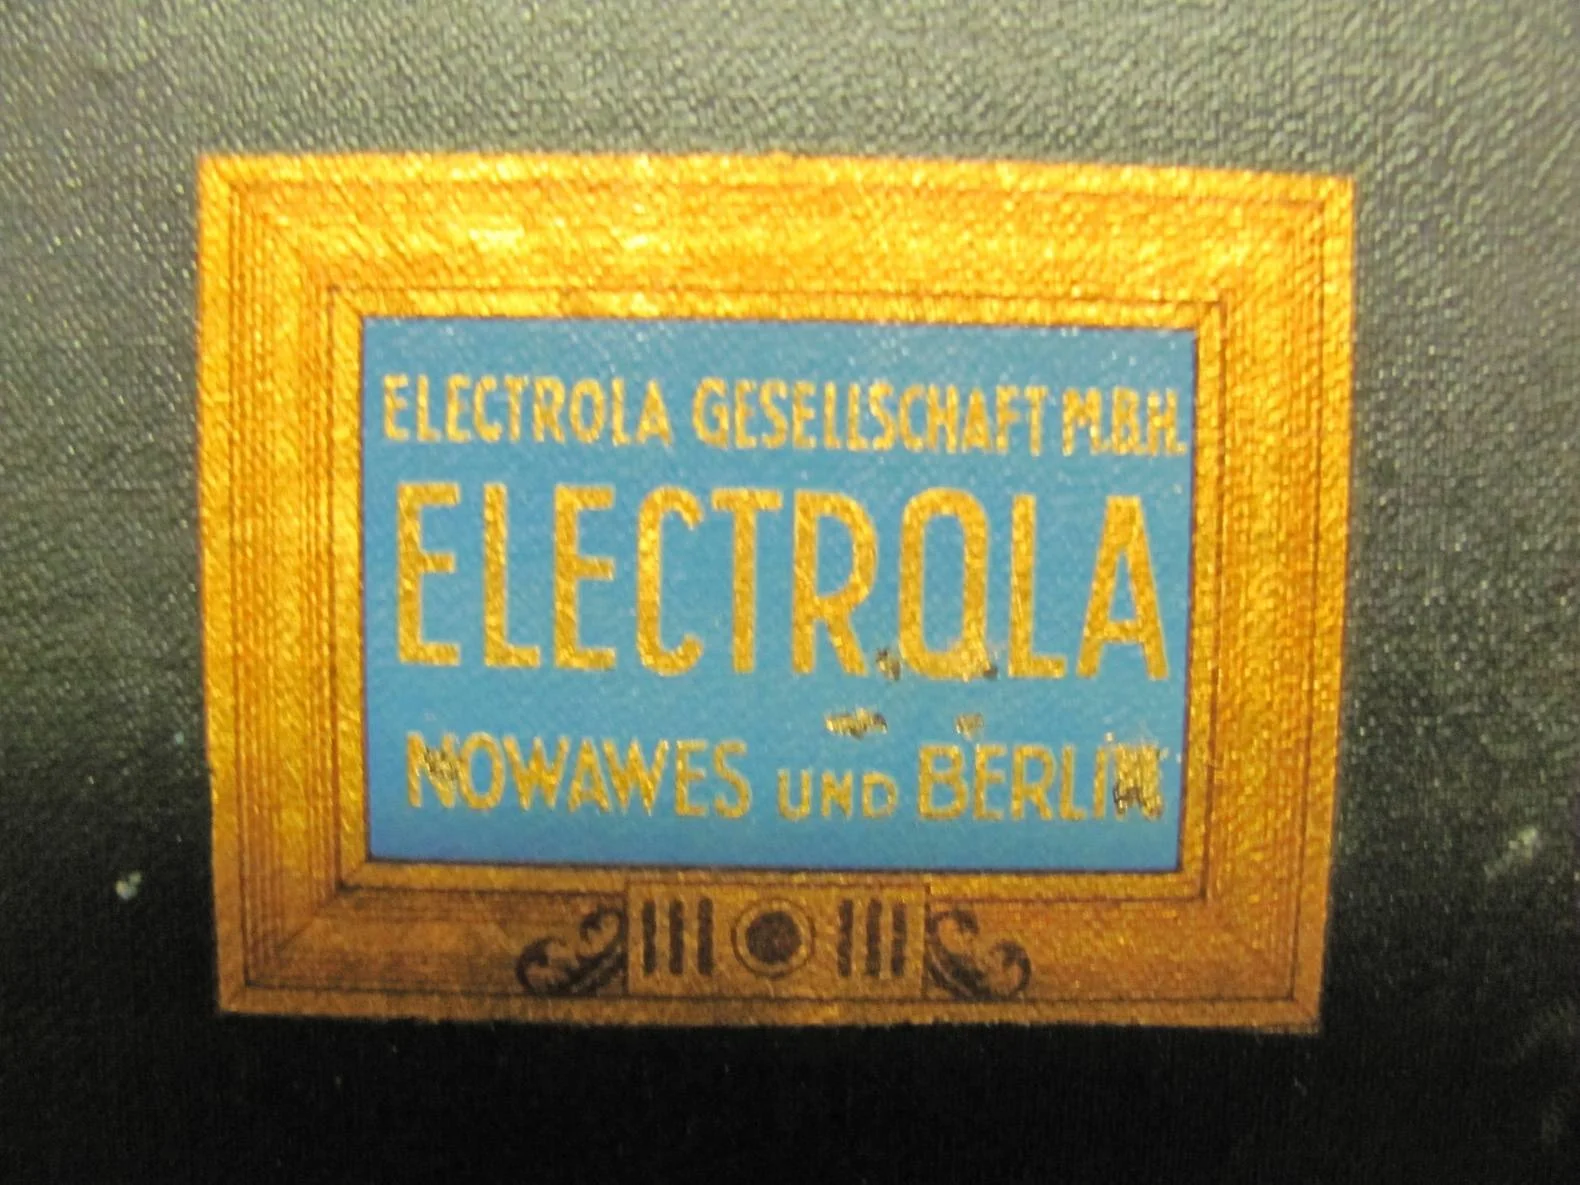 ELECTROLA GESELLSCHAFT M.B.H.
ELECTROLA
NOWAWES UND BERLIN